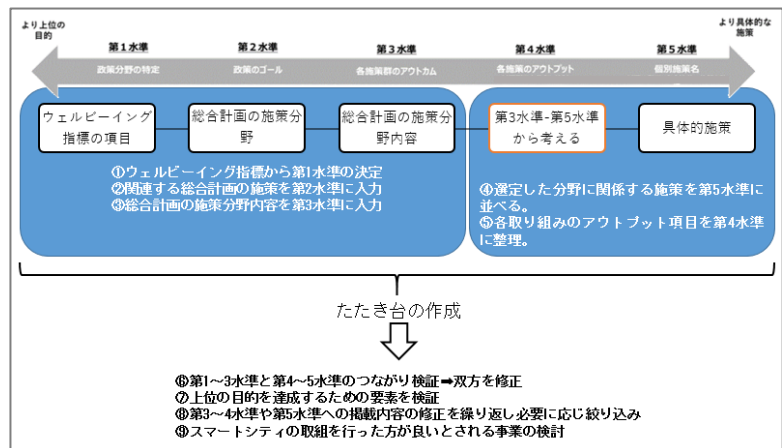 より上位の
目的
より具体的な
施策
第1水準
第2水準
第3水準
第4水準
第5水準
政策分野の特定
政策のゴール
各施策群のアウトカム
各施策のアウトプット
個別施策名
ウェルビーイング
指標の項目
総合計画の施策分
野
総合計画の施策分
野内容
第3水準-第5水準
から考える
具体的施策
①ウェルビーイング指標から第1水準の決定
②関連する総合計画の施策を第2水準に入力
③総合計画の施策分野内容を第3水準に入力
④選定した分野に関係する施策を第5水準に
並べる。
⑤各取り組みのアウトプット項目を第4水準
に整理。
たたき台の作成
⑥第1～3水準と第4～5水準のつながり検証➡双方を修正
⑦上位の目的を達成するための要素を検証
⑧第3～4水準や第5水準への掲載内容の修正を繰り返し必要に応じ絞り込み
⑨スマートシティの取組を行った方が良いとされる事業の検討